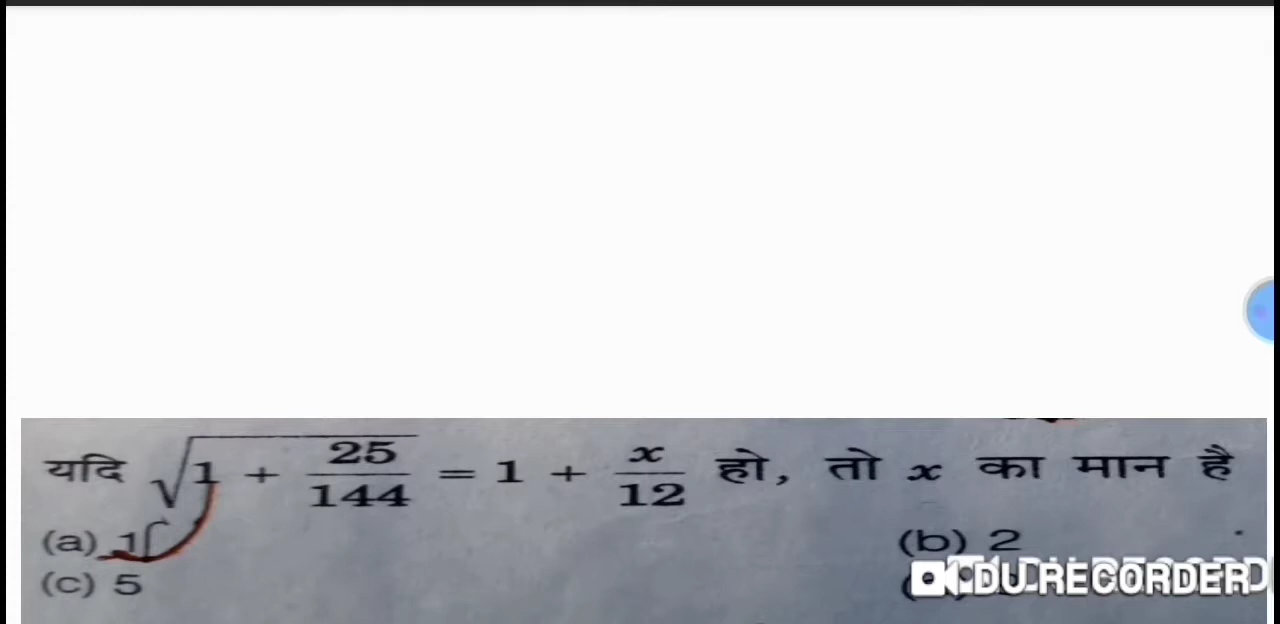 यदि √1 + 25/144 = 1 + x/12 हो, तो x का मान है
(a) 1 (b) 2
(c) 5
DU RECORDER